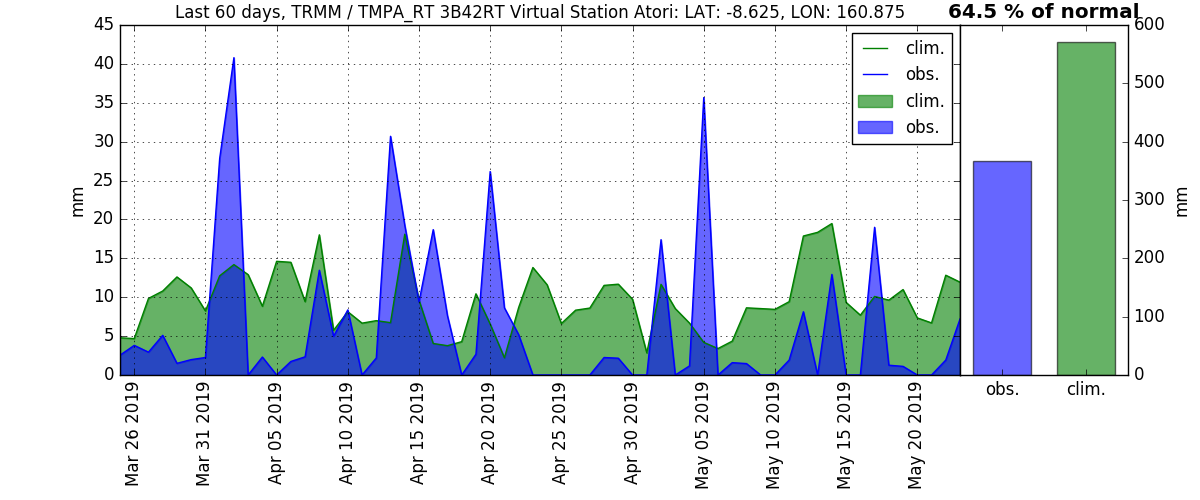 Last 60 days, TRMM / TMPA_RT 3B42RT Virtual Station Atori: LAT: -8.625, LON: 160.875
64.5 % of normal
45
40
35
30
25
20
15
10
5
0
mm
clim.
obs.
clim.
obs.
Mar 26 2019
Mar 31 2019
Apr 05 2019
Apr 10 2019
Apr 15 2019
Apr 20 2019
Apr 25 2019
Apr 30 2019
May 05 2019
May 10 2019
May 15 2019
May 20 2019
600
500
400
300
200
100
0
mm
obs.
clim.